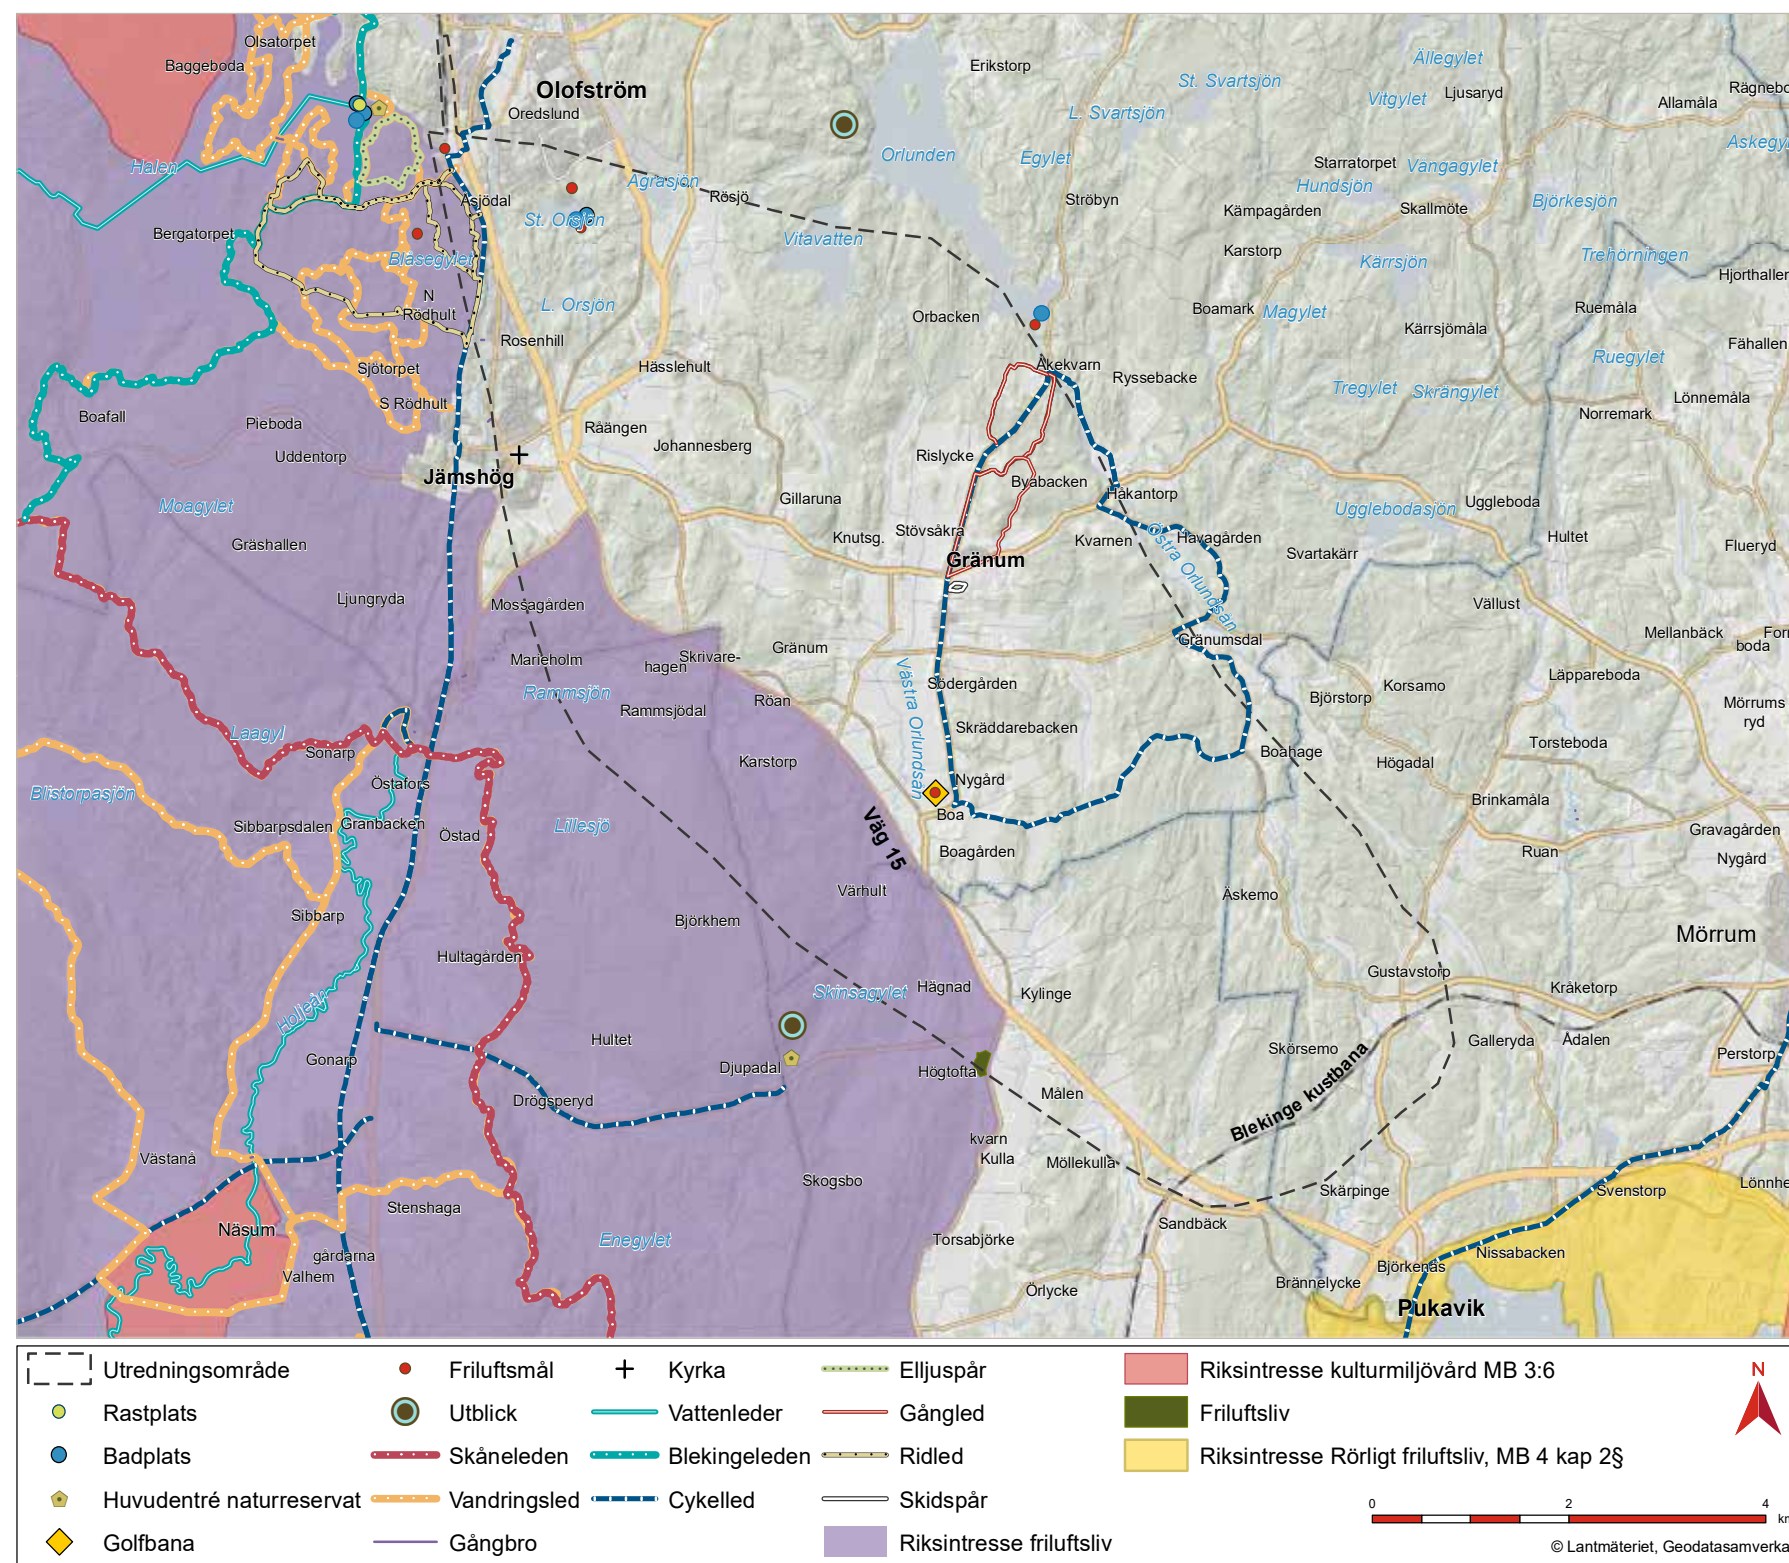 Olsatorpet
Baggeboda
Olofström
Oredslund
Erikstorp
St. Svartsjön
L. Svartsjön
Ällegylet
Vitgylet
Ljusaryd
Allamåla
Halen
Orlunden
Egylet
Starratorpet
Vångagylet
Hundsjön
Agrasjön
Rösjö
Ströbyn
Kämpagården
Skallmöte
Björkesjön
Asjödal
St. Orsjön
Bergatorpet
Vitavatten
Karstorp
Kärrsjön
Trehörningen
Blåsegylet
N
Rödhult
L. Orsjön
Orbacken
Boamark
Magylet
Kärrsjömåla
Ruemåla
Rosenhill
Sjötorpet
Hässlehult
Åkekvarn
Ryssebacke
Tregylet
Skrängylet
Ruegylet
Fähallen
Lönnemåla
Norremark
S Rödhult
Boafall
Pieboda
Råängen
Johannesberg
Uddentorp
Jämshög
Rislycke
Byabacken
Håkantorp
Gillaruna
Moagylet
Ugglebodasjön
Uggleboda
Gräshallen
Knutsg.
Stövsåkra
Kvarnen
Havagården
Svartakärr
Hultet
Flueryd
Gränum
Östra Orlundsån
Ljungryda
Mossagården
Vällust
Gränum
Gränumsdal
Mellanbäck
boda
Marieholm
Skrivare-
hagen
Rammsjön
Röan
Rammsjödal
Västra Orlundsån
Södergården
Skräddarebacken
Björstorp
Korsamo
Läppareboda
Mörrums
ryd
Laagyl
Sonarp
Karstorp
Boahage
Högadal
Torsteboda
Östafors
Blistorpasjön
Nygård
Boa
Brinkamåla
Sibbarpsdalen
Granbacken
Östad
Lillesjö
Väg 15
Boagården
Ruan
Gravagården
Nygård
Värhult
Äskemo
Sibbarp
Björkhem
Mörrum
Hultagården
Gustavstorp
Kråketorp
Skinsagylet
Hägnad
Kylinge
Holjeån
Hultet
Gonarp
Djupadal
Högtofta
Skörsemo
Galleryda
Ådalen
Perstorp
Drögsperyd
Målen
Blekinge kustbana
kvarn
Kulla
Möllekulla
Västanå
Skogsbo
Stenshaga
Skärpinge
Svenstorp
Näsum
Sandbäck
Enegylet
Torsabjörke
gårdarna
Valhem
Nissabacken
Björkenäs
Örlycke
Brännelycke
Pukavik
Utredningsområde
Friluftsmål
Kyrka
Elljuspår
Riksintresse kulturmiljövård MB 3:6
N
Rastplats
Utblick
Vattenleder
Gångled
Friluftsliv
Badplats
Skåneleden
Blekingeleden
Ridled
Riksintresse Rörligt friluftsliv, MB 4 kap 2§
Huvudentré naturreservat
Vandringsled
Cykelled
Skidspår
0 2 4
Golfbana
Gångbro
Riksintresse friluftsliv
© Lantmäteriet, Geodatasamverka